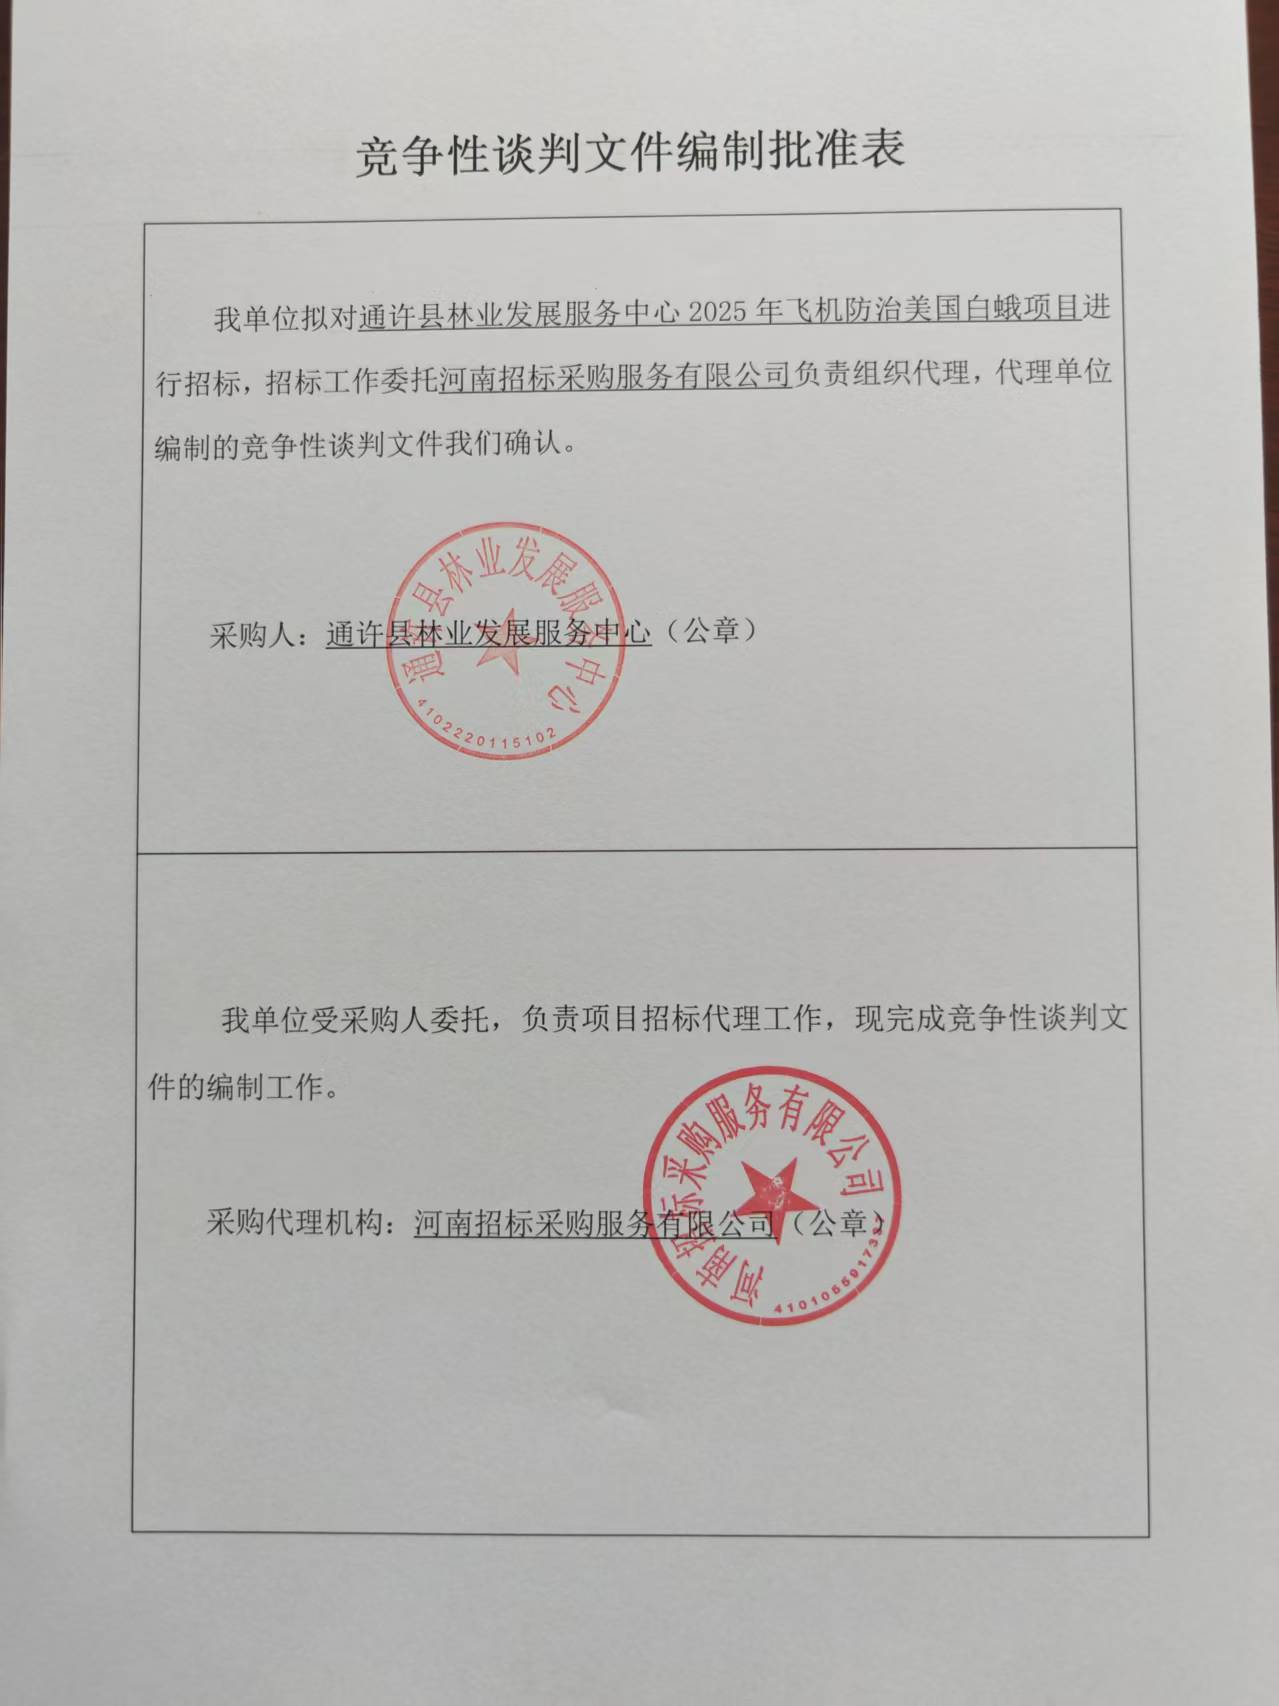 竞争性谈判文件编制批准表
我单位拟对通许县林业发展服务中心2025年飞机防治美国白蛾项目进
行招标，招标工作委托河南招标采购服务有限公司负责组织代理，代理单位
编制的竞争性谈判文件我们确认。
采购人：通许县林业发展服务中心（公章）
通许县林业发展服务中心
4102220115102
我单位受采购人委托，负责项目招标代理工作，现完成竞争性谈判文
件的编制工作。
采购代理机构：河南招标采购服务有限公司（公章）
河南招标采购服务有限公司